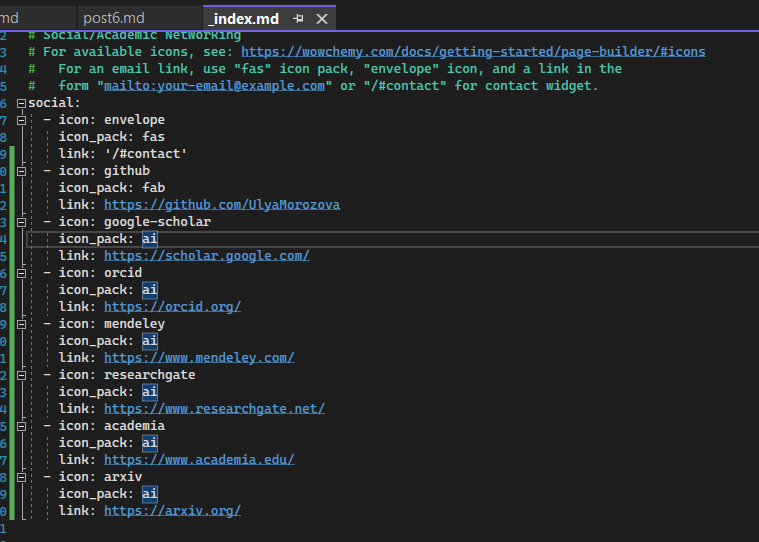 md post6.md _index.md
2 # Social/Academic Networking
3 # For available icons, see: https://wowchemy.com/docs/getting-started/page-builder/#icons
4 #   For an email link, use "fas" icon pack, "envelope" icon, and a link in the
5 #   form "mailto:your-email@example.com" or "/#contact" for contact widget.
6 social:
7   - icon: envelope
8     icon_pack: fas
9     link: '/#contact'
0   - icon: github
1     icon_pack: fab
2     link: https://github.com/UlyaMorozova
3   - icon: google-scholar
4     icon_pack: ai
5     link: https://scholar.google.com/
6   - icon: orcid
7     icon_pack: ai
8     link: https://orcid.org/
9   - icon: mendeley
0     icon_pack: ai
1     link: https://www.mendeley.com/
2   - icon: researchgate
3     icon_pack: ai
4     link: https://www.researchgate.net/
5   - icon: academia
6     icon_pack: ai
7     link: https://www.academia.edu/
8   - icon: arxiv
9     icon_pack: ai
0     link: https://arxiv.org/
1